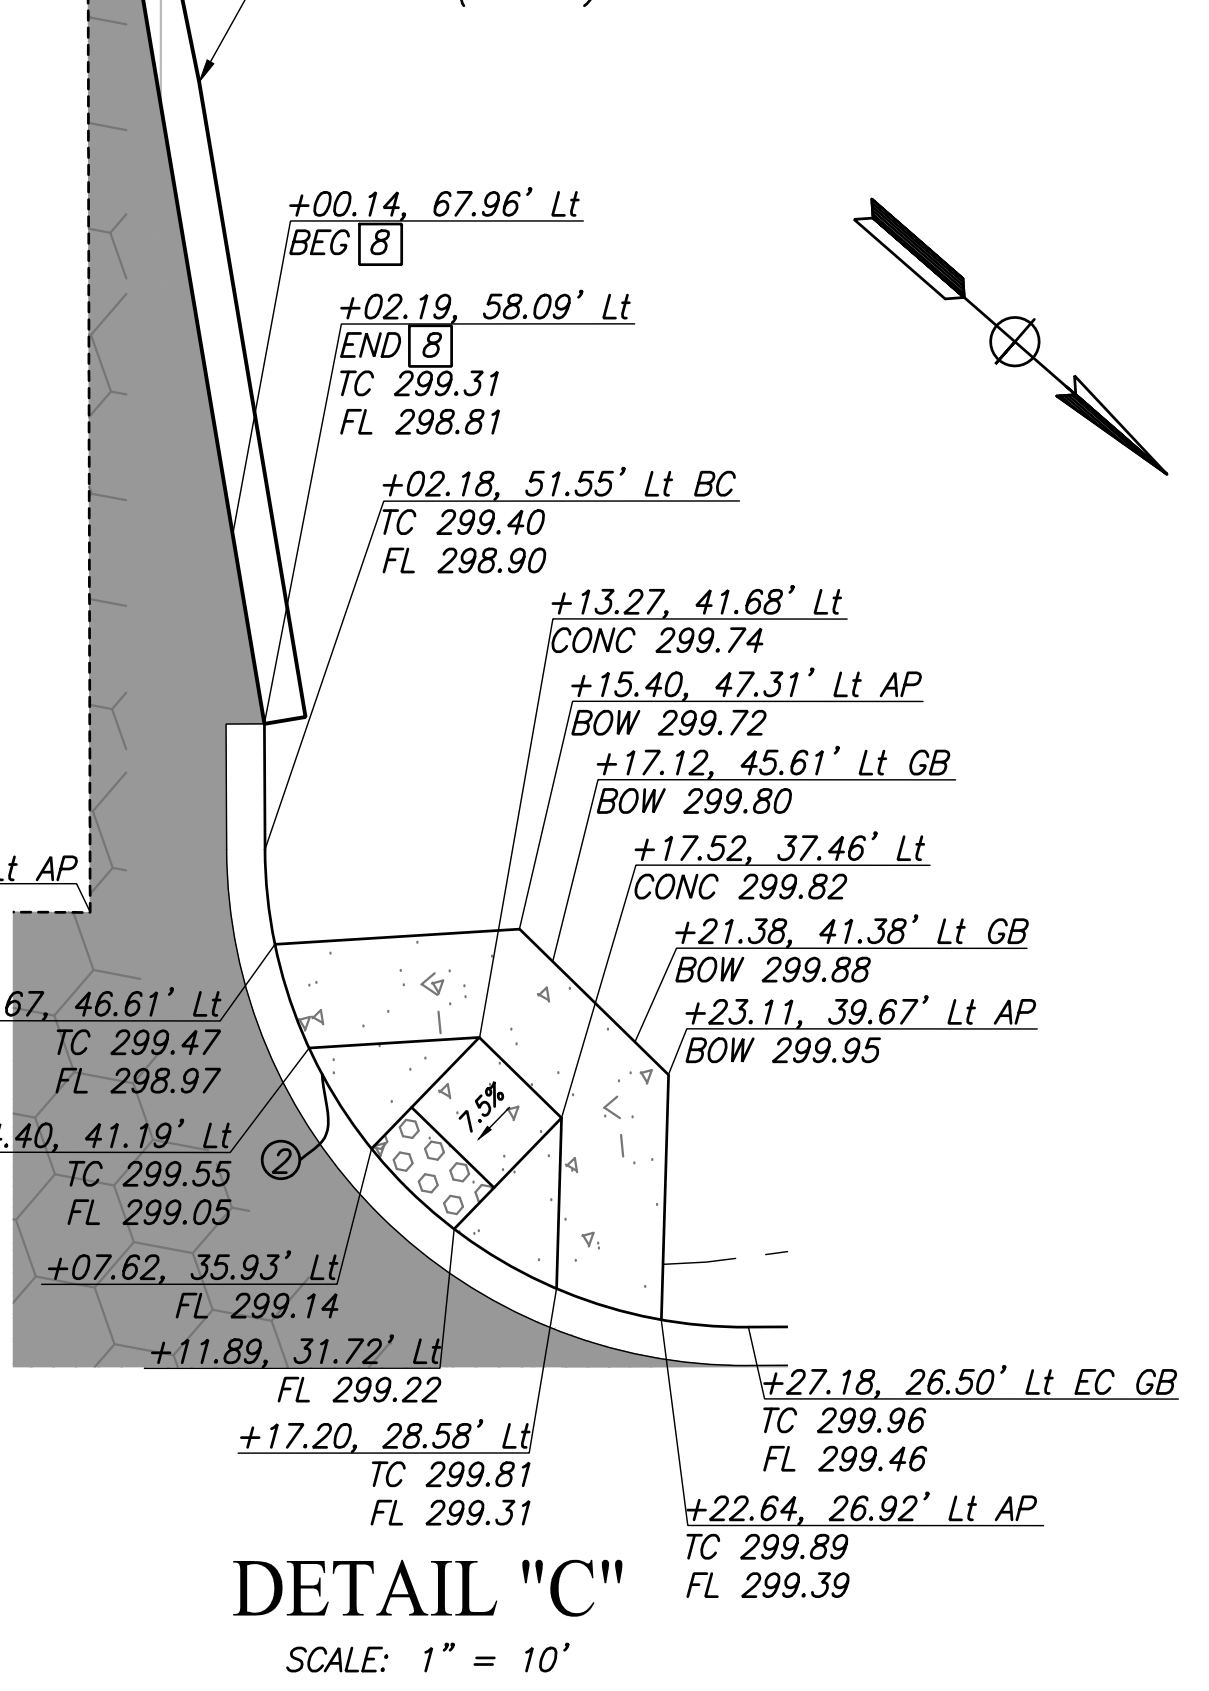 +00.14, 67.96' Lt
BEG 8
+02.19, 58.09' Lt
END 8
TC 299.31
FL 298.81
+02.18, 51.55' Lt BC
TC 299.40
FL 298.90
+13.27, 41.68' Lt
CONC 299.74
+15.40, 47.31' Lt AP
BOW 299.72
+17.12, 45.61' Lt GB
BOW 299.80
+17.52, 37.46' Lt
CONC 299.82
Lt AP
+21.38, 41.38' Lt GB
BOW 299.88
67, 46.61' Lt
TC 299.47
FL 298.97
+23.11, 39.67' Lt AP
BOW 299.95
.40, 41.19' Lt
TC 299.55
FL 299.05
2
7.5%
+07.62, 35.93' Lt
FL 299.14
+11.89, 31.72' Lt
FL 299.22
+17.20, 28.58' Lt
TC 299.81
FL 299.31
+27.18, 26.50' Lt EC GB
TC 299.96
FL 299.46
+22.64, 26.92' Lt AP
TC 299.89
FL 299.39
DETAIL "C"
SCALE: 1" = 10'